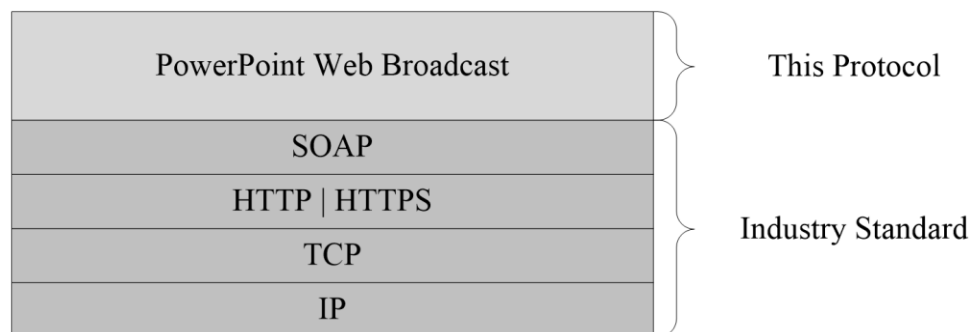 PowerPoint Web Broadcast
This Protocol
SOAP
HTTP | HTTPS
Industry Standard
TCP
IP